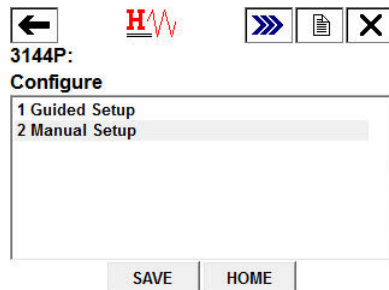 H
3144P:
Configure
1 Guided Setup
2 Manual Setup
SAVE HOME